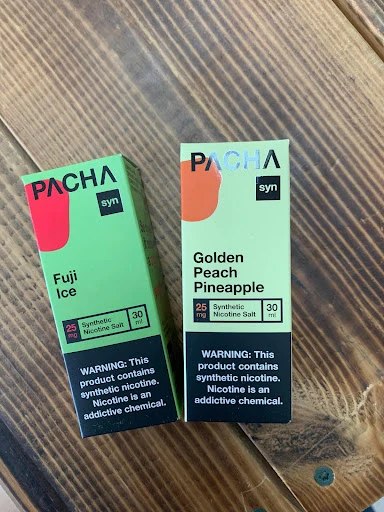 PACHA
syn
Fuji
Ice
25
mg
Synthetic
Nicotine Salt
30
ml
WARNING: This
product contains
synthetic nicotine.
Nicotine is an
addictive chemical.
PACHA
syn
Golden
Peach
Pineapple
25
mg
Synthetic
Nicotine Salt
30
ml
WARNING: This
product contains
synthetic nicotine.
Nicotine is an
addictive chemical.